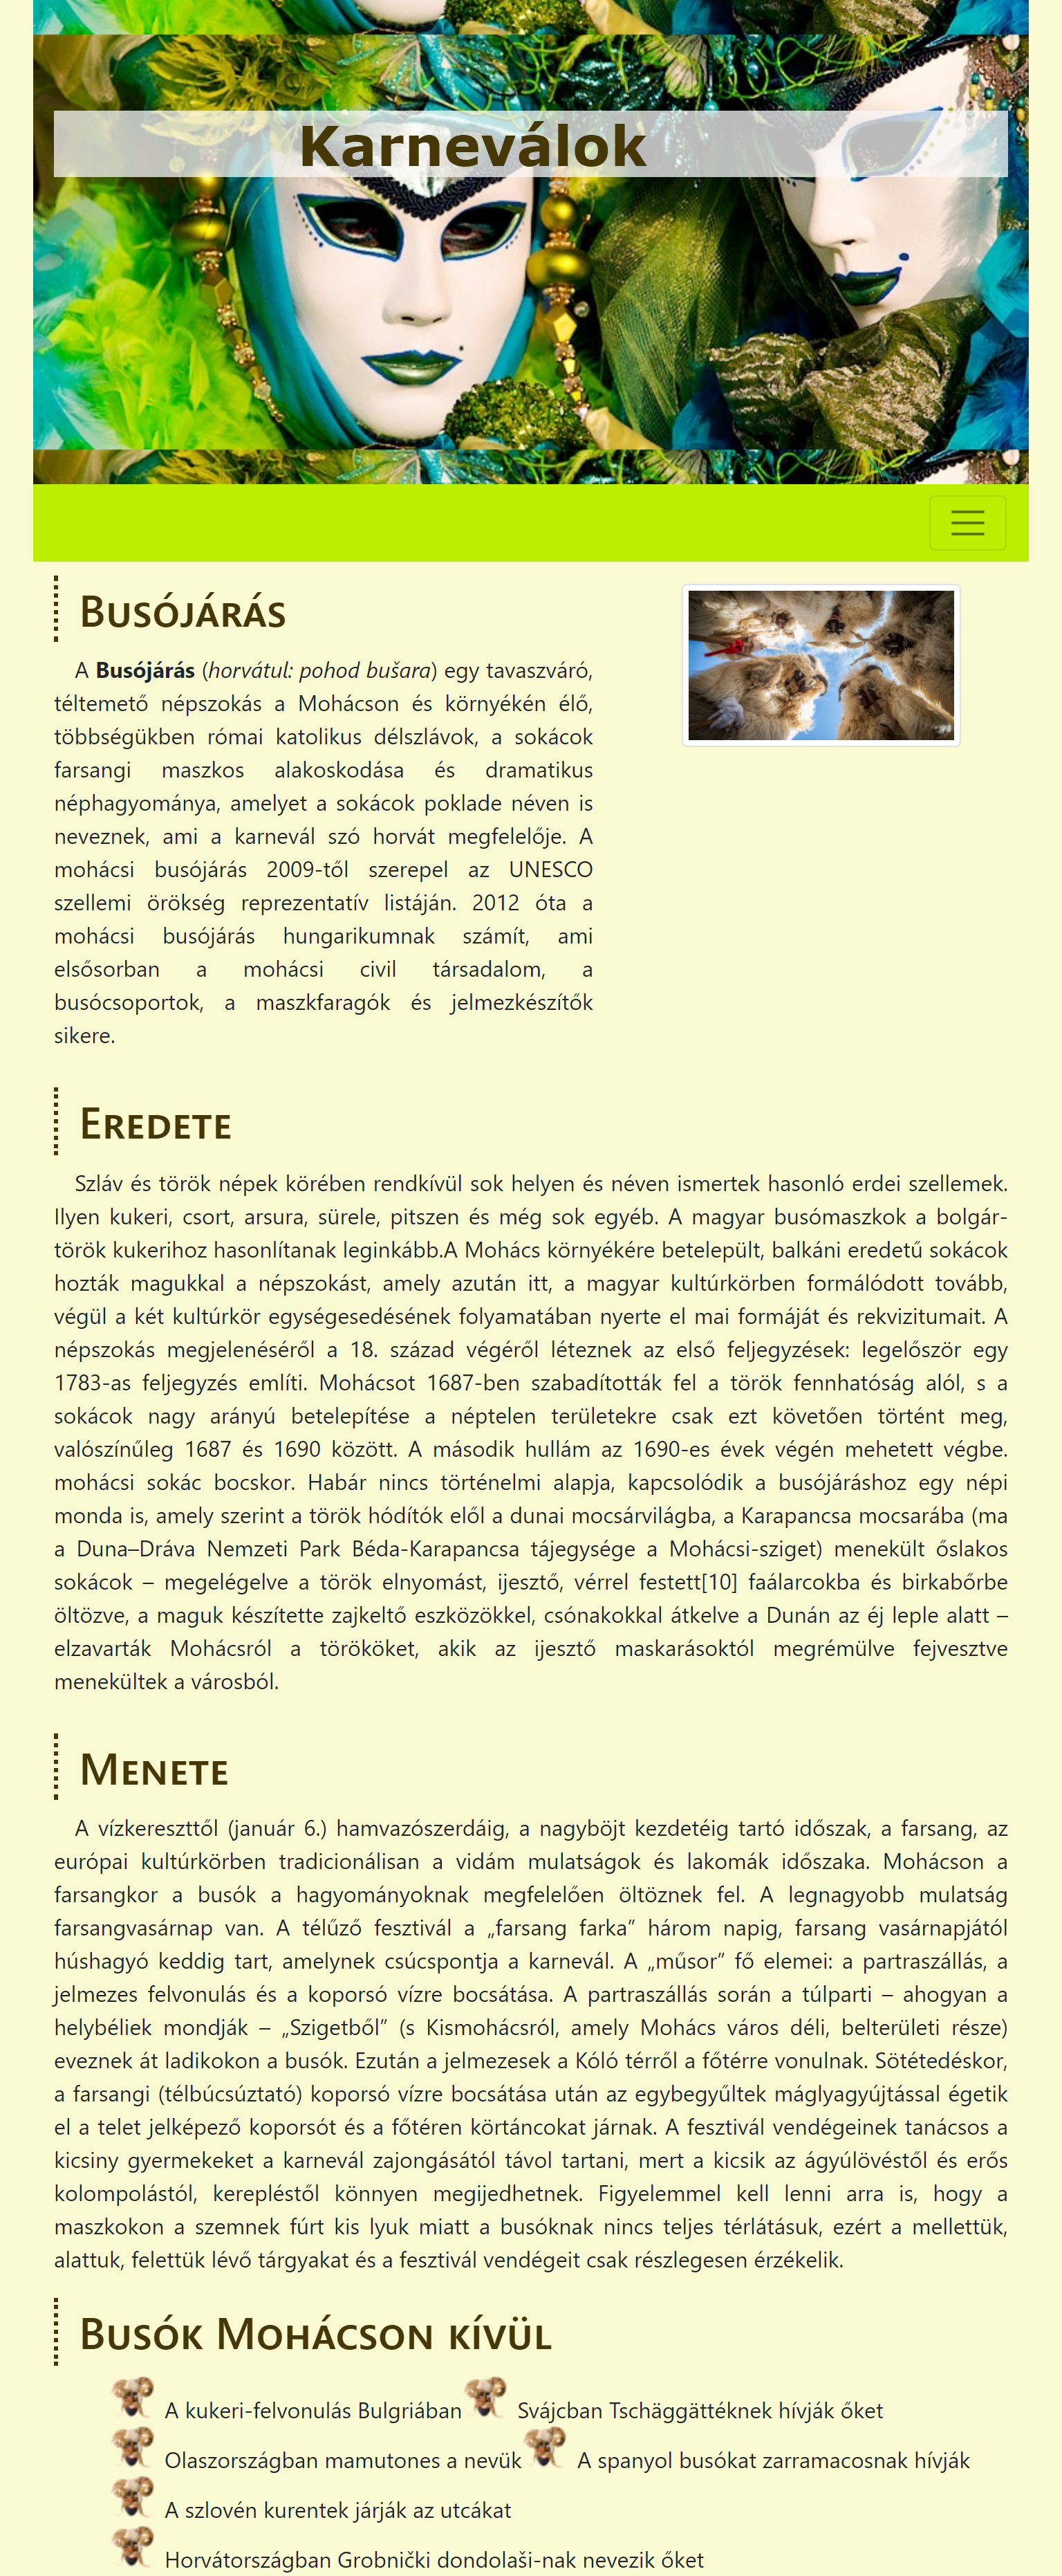 Karneválok
Busójárás
A Busójárás (horvátul: pohod bušara) egy tavaszváró,
téltemető népszokás a Mohácson és környékén élő,
többségükben római katolikus délszlávok, a sokácok
farsangi maszkos alakoskodása és dramatikus
néphagyománya, amelyet a sokácok poklade néven is
neveznek, ami a karnevál szó horvát megfelelője. A
mohácsi busójárás 2009-től szerepel az UNESCO
szellemi örökség reprezentatív listáján. 2012 óta a
mohácsi busójárás hungarikumnak számít, ami
elsősorban a mohácsi civil társadalom, a
busócsoportok, a maszkfaragók és jelmezkészítők
sikere.
Eredete
Szláv és török népek körében rendkívül sok helyen és néven ismertek hasonló erdei szellemek.
Ilyen kukeri, csort, arsura, sürele, pitszen és még sok egyéb. A magyar busómaszkok a bolgár-
török kukerihoz hasonlítanak leginkább.A Mohács környékére betelepült, balkáni eredetű sokácok
hozták magukkal a népszokást, amely azután itt, a magyar kultúrkörben formálódott tovább,
végül a két kultúrkör egységesedésének folyamatában nyerte el mai formáját és rekvizitumait. A
népszokás megjelenéséről a 18. század végéről léteznek az első feljegyzések: legelőször egy
1783-as feljegyzés említi. Mohácsot 1687-ben szabadították fel a török fennhatóság alól, s a
sokácok nagy arányú betelepítése a néptelen területekre csak ezt követően történt meg,
valószínűleg 1687 és 1690 között. A második hullám az 1690-es évek végén mehetett végbe.
mohácsi sokác bocskor. Habár nincs történelmi alapja, kapcsolódik a busójáráshoz egy népi
monda is, amely szerint a török hódítók elől a dunai mocsárvilágba, a Karapancsa mocsarába (ma
a Duna–Dráva Nemzeti Park Béda-Karapancsa tájegysége a Mohácsi-sziget) menekült őslakos
sokácok – megelégelve a török elnyomást, ijesztő, vérrel festett[10] faálarcokba és birkabőrbe
öltözve, a maguk készítette zajkeltő eszközökkel, csónakokkal átkelve a Dunán az éj leple alatt –
elzavarták Mohácsról a törököket, akik az ijesztő maskarásoktól megrémülve fejvesztve
menekültek a városból.
Menete
A vízkereszttől (január 6.) hamvazószerdáig, a nagyböjt kezdetéig tartó időszak, a farsang, az
európai kultúrkörben tradicionálisan a vidám mulatságok és lakomák időszaka. Mohácson a
farsangkor a busók a hagyományoknak megfelelően öltöznek fel. A legnagyobb mulatság
farsangvasárnap van. A télűző fesztivál a „farsang farka” három napig, farsang vasárnapjától
húshagyó keddig tart, amelynek csúcspontja a karnevál. A „műsor” fő elemei: a partraszállás, a
jelmezes felvonulás és a koporsó vízre bocsátása. A partraszállás során a túlparti – ahogyan a
helybéliek mondják – „Szigetből” (s Kismohácsról, amely Mohács város déli, belterületi része)
eveznek át ladikokon a busók. Ezután a jelmezesek a Kóló térről a főtérre vonulnak. Sötétedéskor,
a farsangi (télbúcsúztató) koporsó vízre bocsátása után az egybegyűltek máglyagyújtással égetik
el a telet jelképező koporsót és a főtéren körtáncokat járnak. A fesztivál vendégeinek tanácsos a
kicsiny gyermekeket a karnevál zajongásától távol tartani, mert a kicsik az ágyúlövéstől és erős
kolompolástól, kerepléstől könnyen megijedhetnek. Figyelemmel kell lenni arra is, hogy a
maszkokon a szemnek fúrt kis lyuk miatt a busóknak nincs teljes térlátásuk, ezért a mellettük,
alattuk, felettük lévő tárgyakat és a fesztivál vendégeit csak részlegesen érzékelik.
Busók Mohácson kívül
A kukeri-felvonulás Bulgriában Svájcban Tschäggättéknek hívják őket
Olaszországban mamutones a nevük A spanyol busókat zarramacosnak hívják
A szlovén kurentek járják az utcákat
Horvátországban Grobnički dondolaši-nak nevezik őket